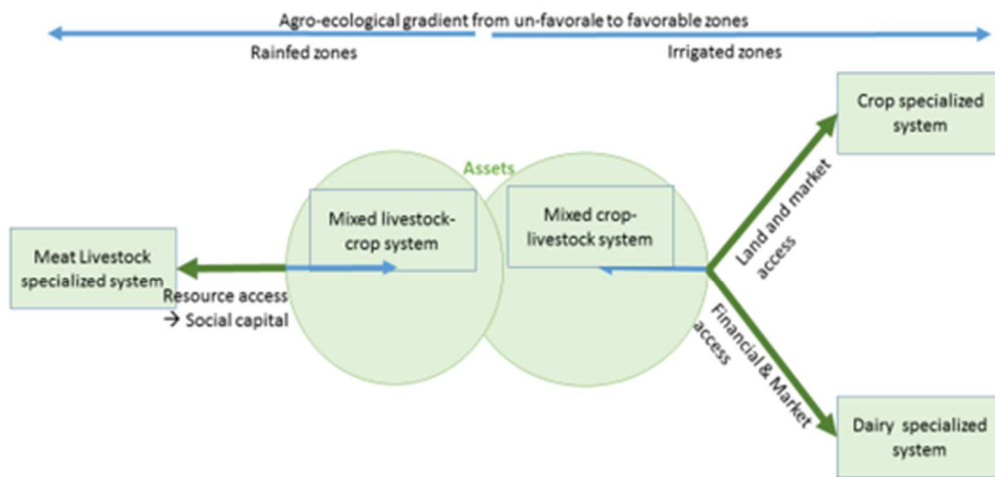 Agro-ecological gradient from un-favorale to favorable zones
Rainfed zones
Irrigated zones
Crop specialized
system
Assets
Mixed livestock-
crop system
Mixed crop-
livestock system
Land and market
access
Meat Livestock
specialized system
Resource access
→ Social capital
Financial & Market
access
Dairy specialized
system